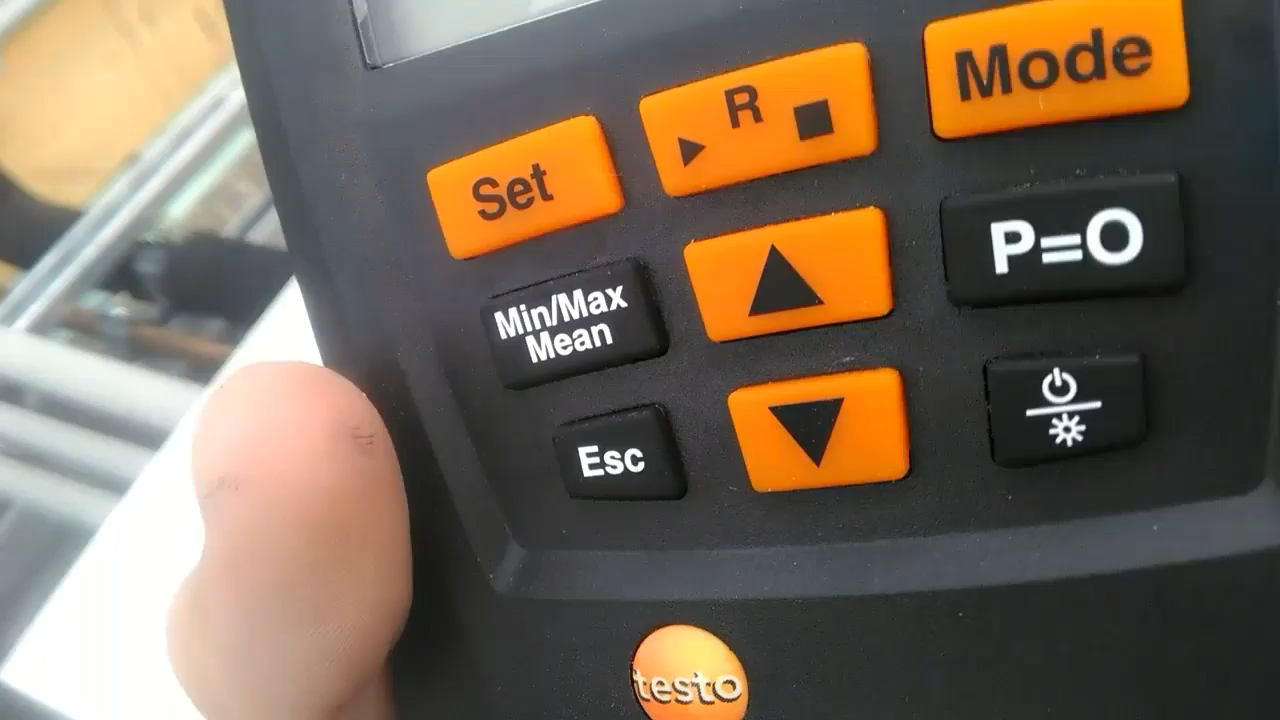 Set
R
Mode
Min/Max
Mean
P=O
Esc
testo